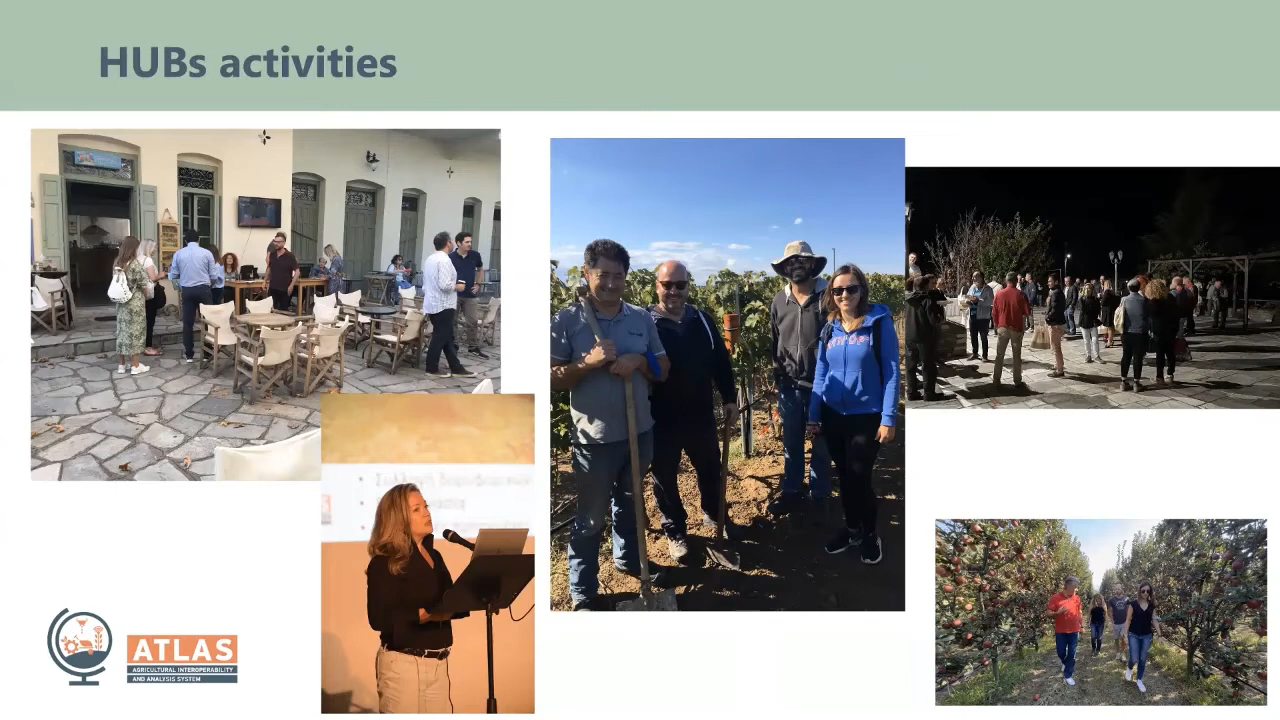 HUBs activities
ATLAS
AGRICULTURAL INTEROPERABILITY
AND ANALYSIS SYSTEM